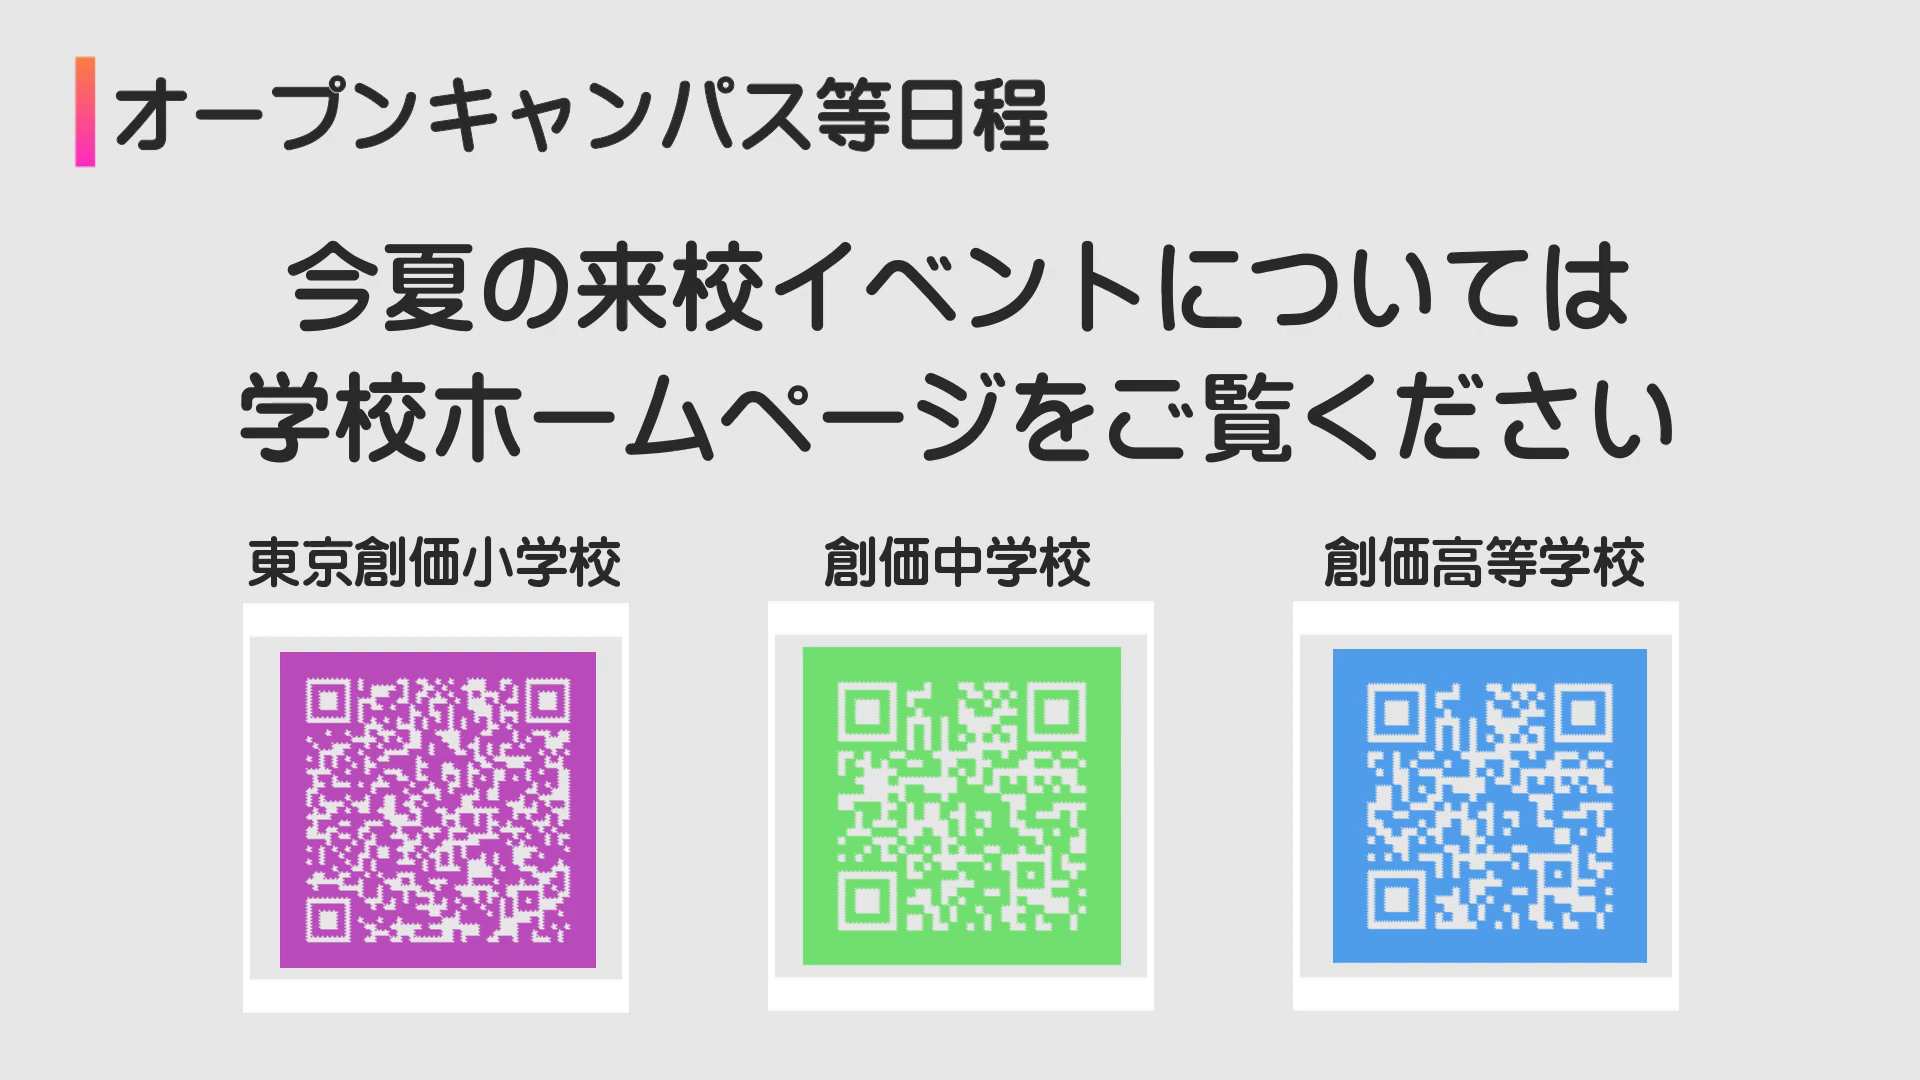 オープンキャンパス等日程
今夏の来校イベントについては
学校ホームページをご覧ください
東京創価小学校
創価中学校
創価高等学校